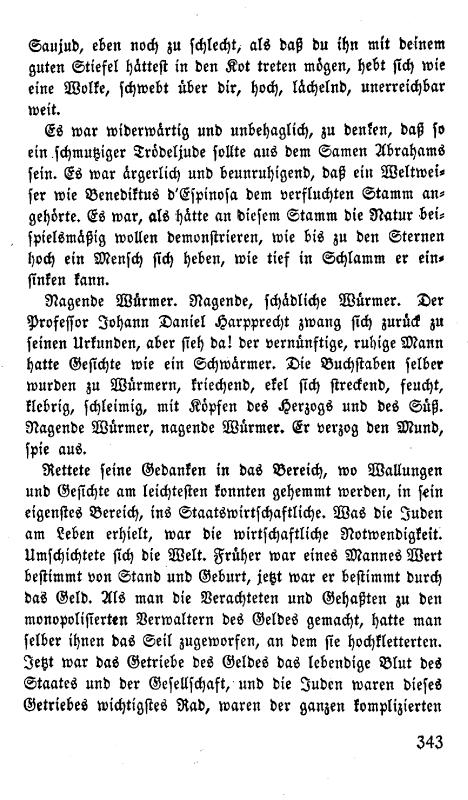 Saujud, eben noch zu schlecht, als daß du ihn mit deinem
guten Stiefel hättest in den Kot treten mögen, hebt sich wie
eine Wolke, schwebt über dir, hoch, lächelnd, unerreichbar
weit.
Es war widerwärtig und unbehaglich, zu denken, daß so
ein schmutziger Trödeljude sollte aus dem Samen Abrahams
sein. Es war ärgerlich und beunruhigend, daß ein Weltwei-
ser wie Benediktus d'Espinosa dem verfluchten Stamm an-
gehörte. Es war, als hätte an diesem Stamm die Natur bei-
spielsmäßig wollen demonstrieren, wie bis zu den Sternen
hoch ein Mensch sich heben, wie tief in Schlamm er ein-
sinken kann.
Nagende Würmer. Nagende, schädliche Würmer. Der
Professor Johann Daniel Harpprecht zwang sich zurück zu
seinen Urkunden, aber sieh da! der vernünftige, ruhige Mann
hatte Gesichte wie ein Schwärmer. Die Buchstaben selber
wurden zu Würmern, kriechend, ekel sich streckend, feucht,
klebrig, schleimig, mit Köpfen des Herzogs und des Süß.
Nagende Würmer, nagende Würmer. Er verzog den Mund,
spie aus.
Rettete seine Gedanken in das Bereich, wo Wallungen
und Gesichte am leichtesten konnten gehemmt werden, in sein
eigenstes Bereich, ins Staatswirtschaftliche. Was die Juden
am Leben erhielt, war die wirtschaftliche Notwendigkeit.
Umschichtete sich die Welt. Früher war eines Mannes Wert
bestimmt von Stand und Geburt, jetzt war er bestimmt durch
das Geld. Als man die Verachteten und Gehaßten zu den
monopolisierten Verwaltern des Geldes gemacht, hatte man
selber ihnen das Seil zugeworfen, an dem sie hochkletterten.
Jetzt war das Getriebe des Geldes das lebendige Blut des
Staates und der Gesellschaft, und die Juden waren dieses
Getriebes wichtigstes Rad, waren der ganzen komplizierten
343